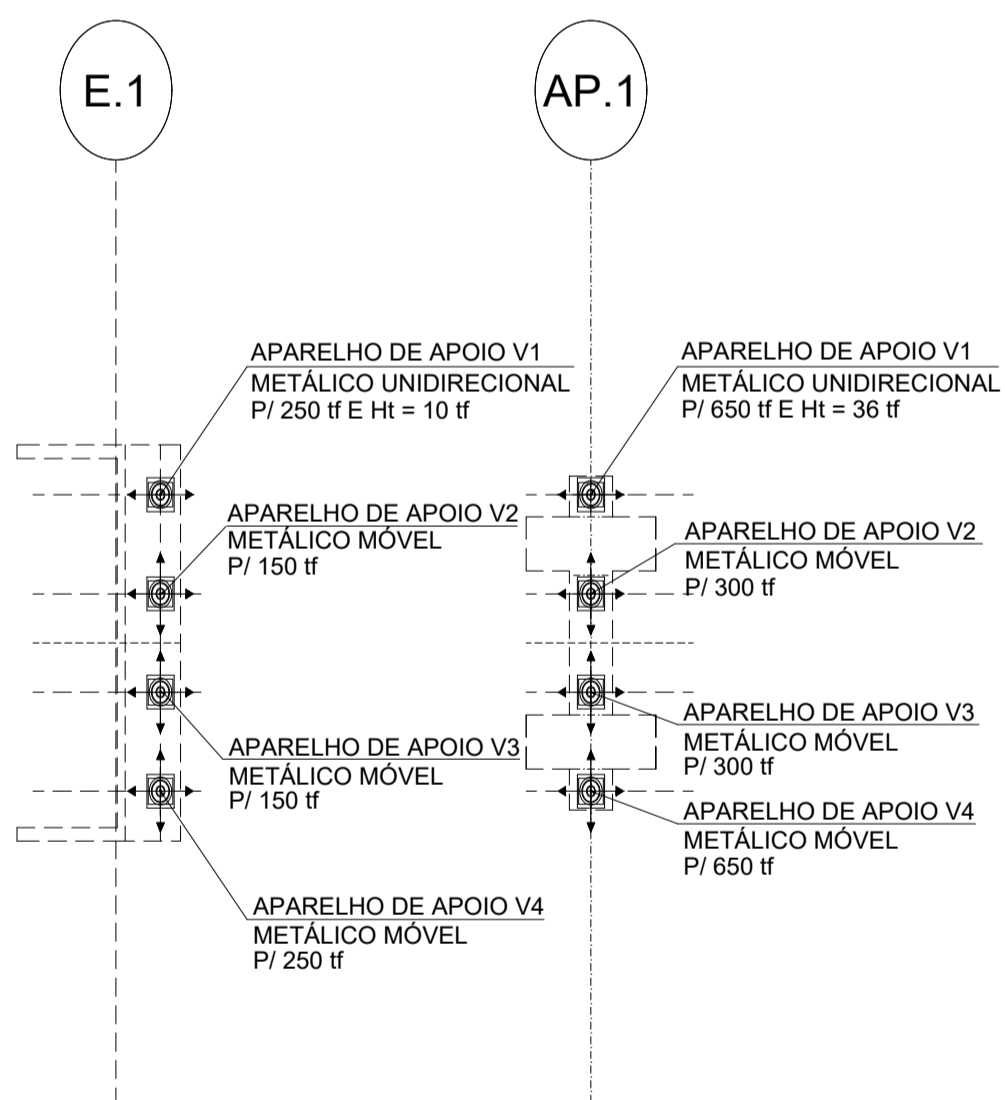 E.1
AP.1
APARELHO DE APOIO V1
METÁLICO UNIDIRECIONAL
P/ 250 tf E Ht = 10 tf
APARELHO DE APOIO V1
METÁLICO UNIDIRECIONAL
P/ 650 tf E Ht = 36 tf
APARELHO DE APOIO V2
METÁLICO MÓVEL
P/ 150 tf
APARELHO DE APOIO V2
METÁLICO MÓVEL
P/ 300 tf
APARELHO DE APOIO V3
METÁLICO MÓVEL
P/ 150 tf
APARELHO DE APOIO V3
METÁLICO MÓVEL
P/ 300 tf
APARELHO DE APOIO V4
METÁLICO MÓVEL
P/ 250 tf
APARELHO DE APOIO V4
METÁLICO MÓVEL
P/ 650 tf